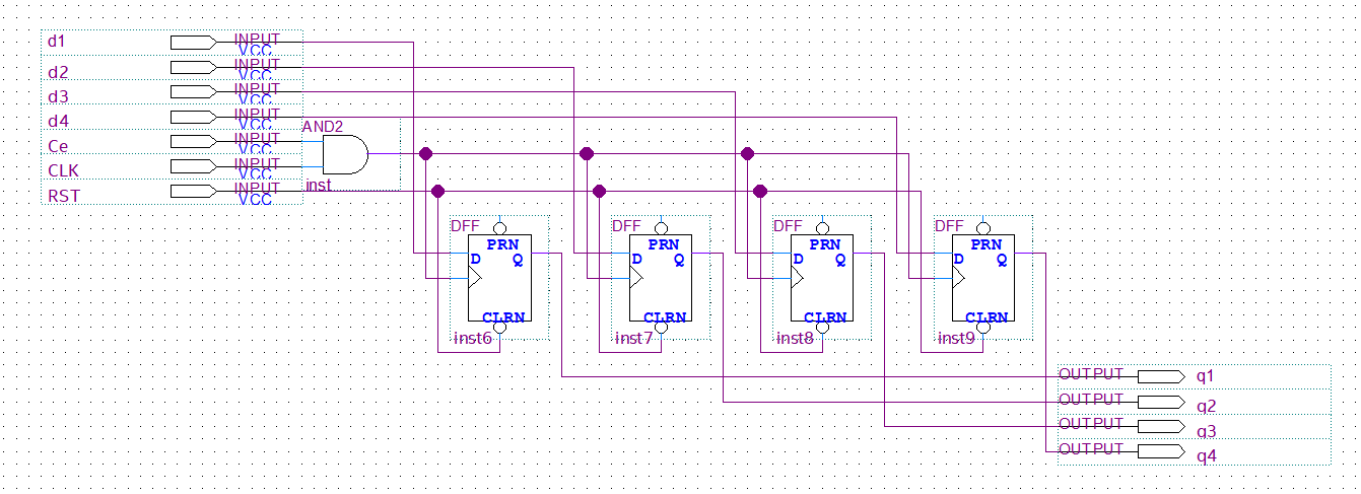 d1 INPUT VCC
d2 INPUT VCC
d3 INPUT VCC
d4 INPUT VCC
Ce INPUT VCC
CLK INPUT VCC
RST INPUT VCC
AND2
inst
DFF DFF DFF DFF
PRN PRN PRN PRN
D Q D Q D Q D Q
CLRN CLRN CLRN CLRN
inst6 inst7 inst8 inst9
OUTPUT q1
OUTPUT q2
OUTPUT q3
OUTPUT q4